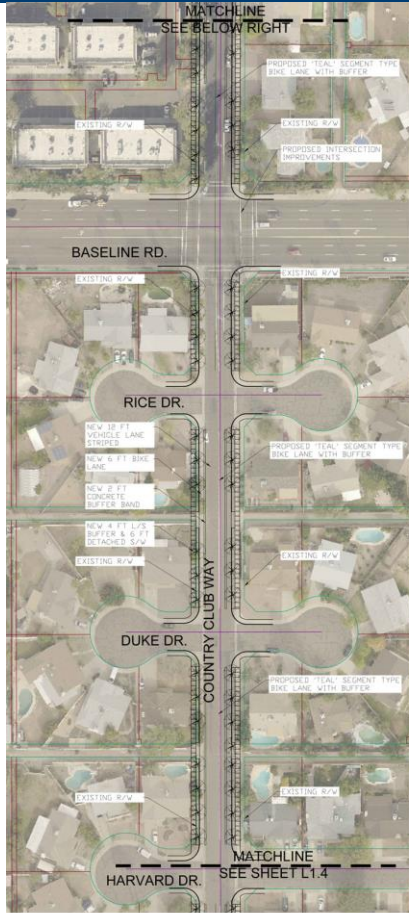 MATCHLINE
SEE BELOW RIGHT
PROPOSED 'TEAL' SEGMENT TYPE
BIKE LANE WITH BUFFER
EXISTING R/W
EXISTING R/W
PROPOSED INTERSECTION
IMPROVEMENTS
BASELINE RD.
EXISTING R/W
EXISTING R/W
RICE DR.
NEW 12 FT
VEHICLE LANE
STRIPED
NEW 6 FT BIKE
LANE
NEW 2 FT
CONCRETE
BUFFER BAND
NEW 4 FT L/S
BUFFER & 6 FT
DETACHED S/W
EXISTING R/W
PROPOSED 'TEAL' SEGMENT TYPE
BIKE LANE WITH BUFFER
EXISTING R/W
COUNTRY CLUB WAY
DUKE DR.
PROPOSED 'TEAL' SEGMENT TYPE
BIKE LANE WITH BUFFER
EXISTING R/W
EXISTING R/W
MATCHLINE
SEE SHEET L1.4
HARVARD DR.